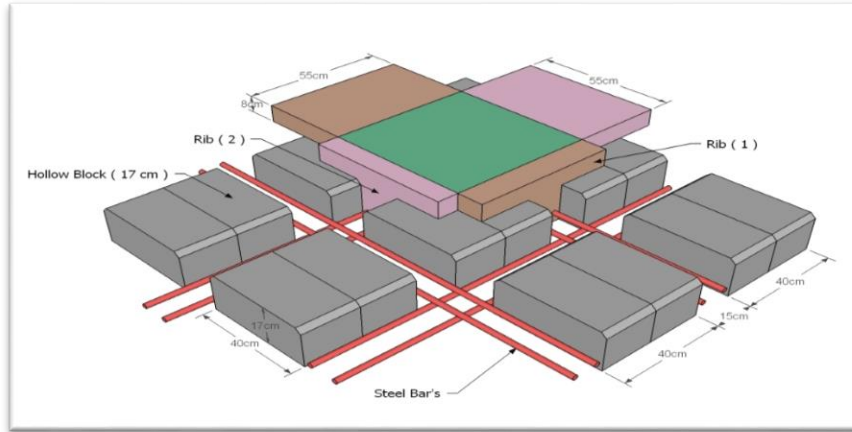 55cm
55cm
8cm
Rib ( 2 )
Rib ( 1 )
Hollow Block ( 17 cm )
17cm
40cm
40cm
15cm
40cm
Steel Bar's